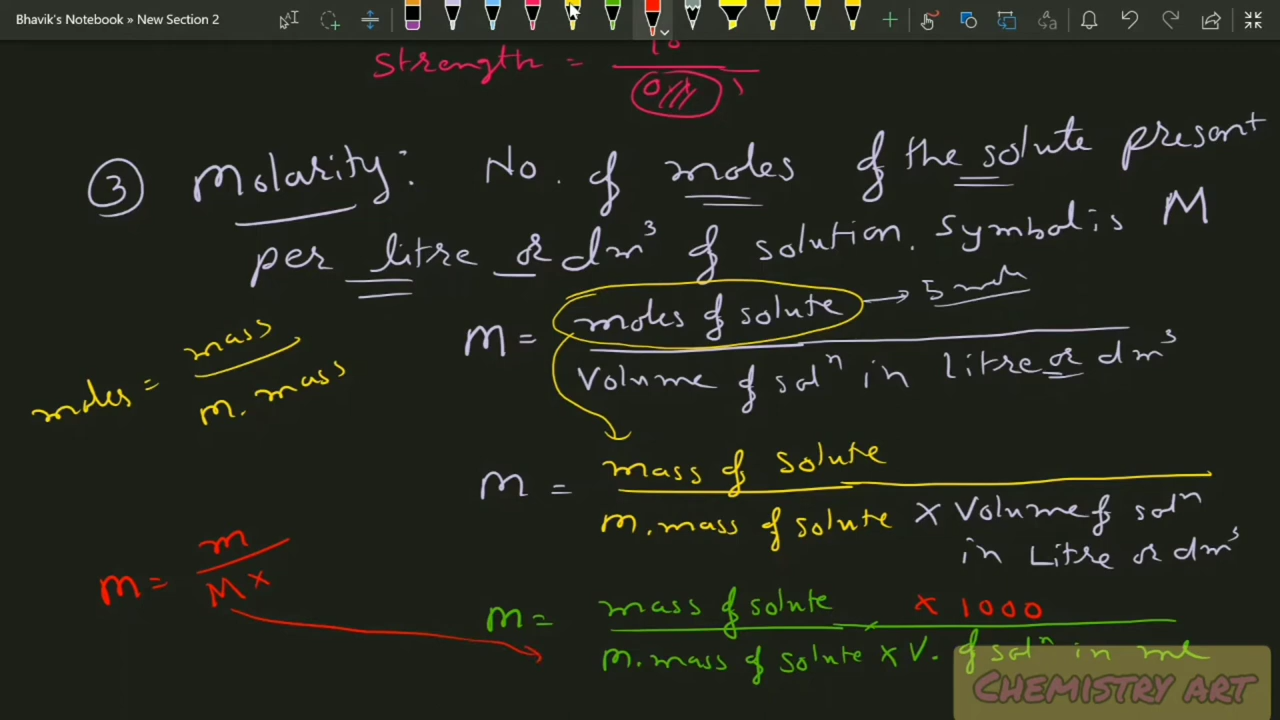 Bhavik's Notebook » New Section 2
Strength =
③ Molarity: No. of moles of the solute present
per litre or dm³ of solution. Symbol is M
M = moles of solute → 5 mol
Volume of solⁿ in litre or dm³
moles = mass
m. mass
M = mass of solute
m. mass of solute x Volume of solⁿ
in Litre or dm³
M = m
M x
M = mass of solute x 1000
m. mass of solute x V. of solⁿ in ml
CHEMISTRY ART